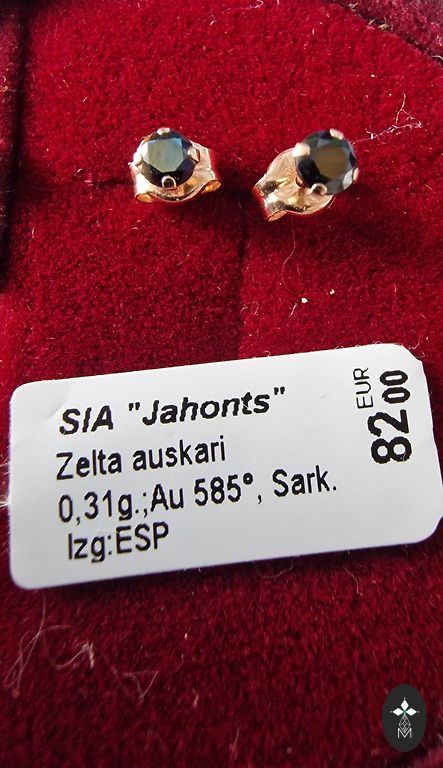 SIA "Jahonts"
Zelta auskari
0,31g.;Au 585°, Sark.
Izg:ESP
EUR
82 00
M